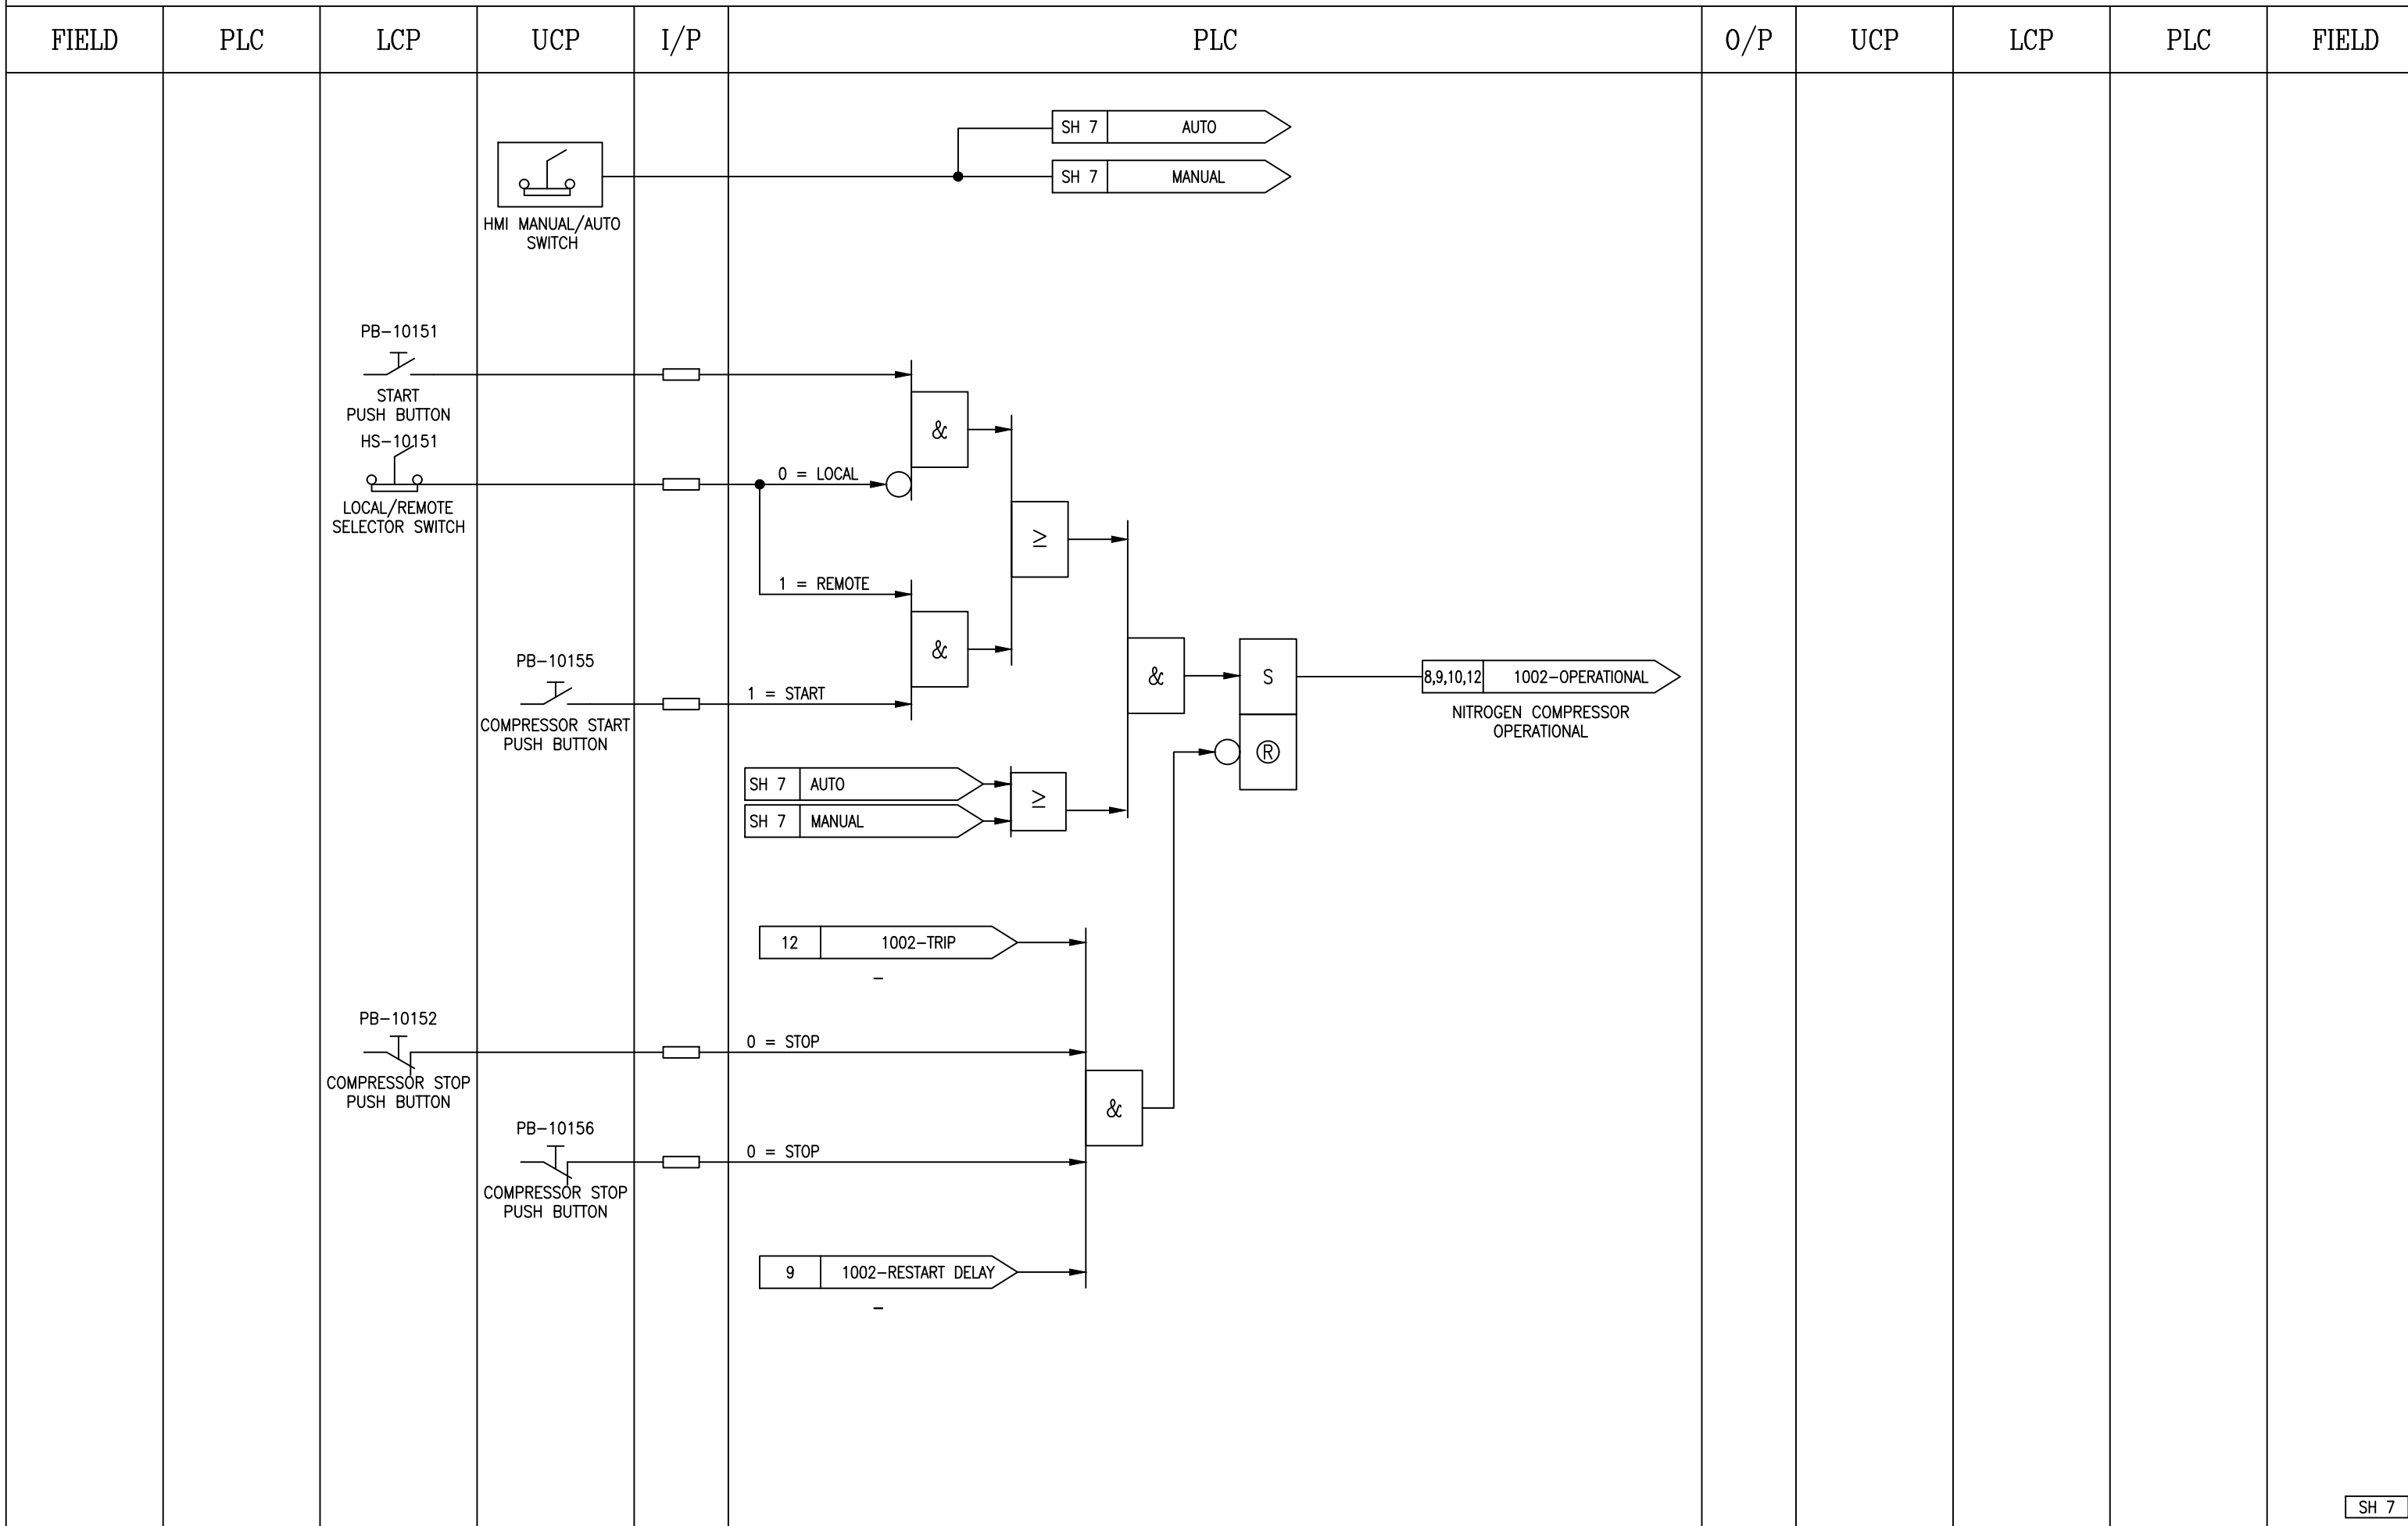 FIELD PLC LCP UCP I/P PLC O/P UCP LCP PLC FIELD
SH 7 AUTO
SH 7 MANUAL
HMI MANUAL/AUTO
SWITCH
PB-10151
START
PUSH BUTTON
HS-10151
&
0 = LOCAL
LOCAL/REMOTE
SELECTOR SWITCH
≥
1 = REMOTE
&
PB-10155
1 = START
COMPRESSOR START
PUSH BUTTON
& S 8,9,10,12 1002-OPERATIONAL
NITROGEN COMPRESSOR
OPERATIONAL
Ⓡ
SH 7 AUTO
≥
SH 7 MANUAL
12 1002-TRIP
-
PB-10152
0 = STOP
COMPRESSOR STOP
PUSH BUTTON
&
PB-10156
0 = STOP
COMPRESSOR STOP
PUSH BUTTON
9 1002-RESTART DELAY
-
SH 7